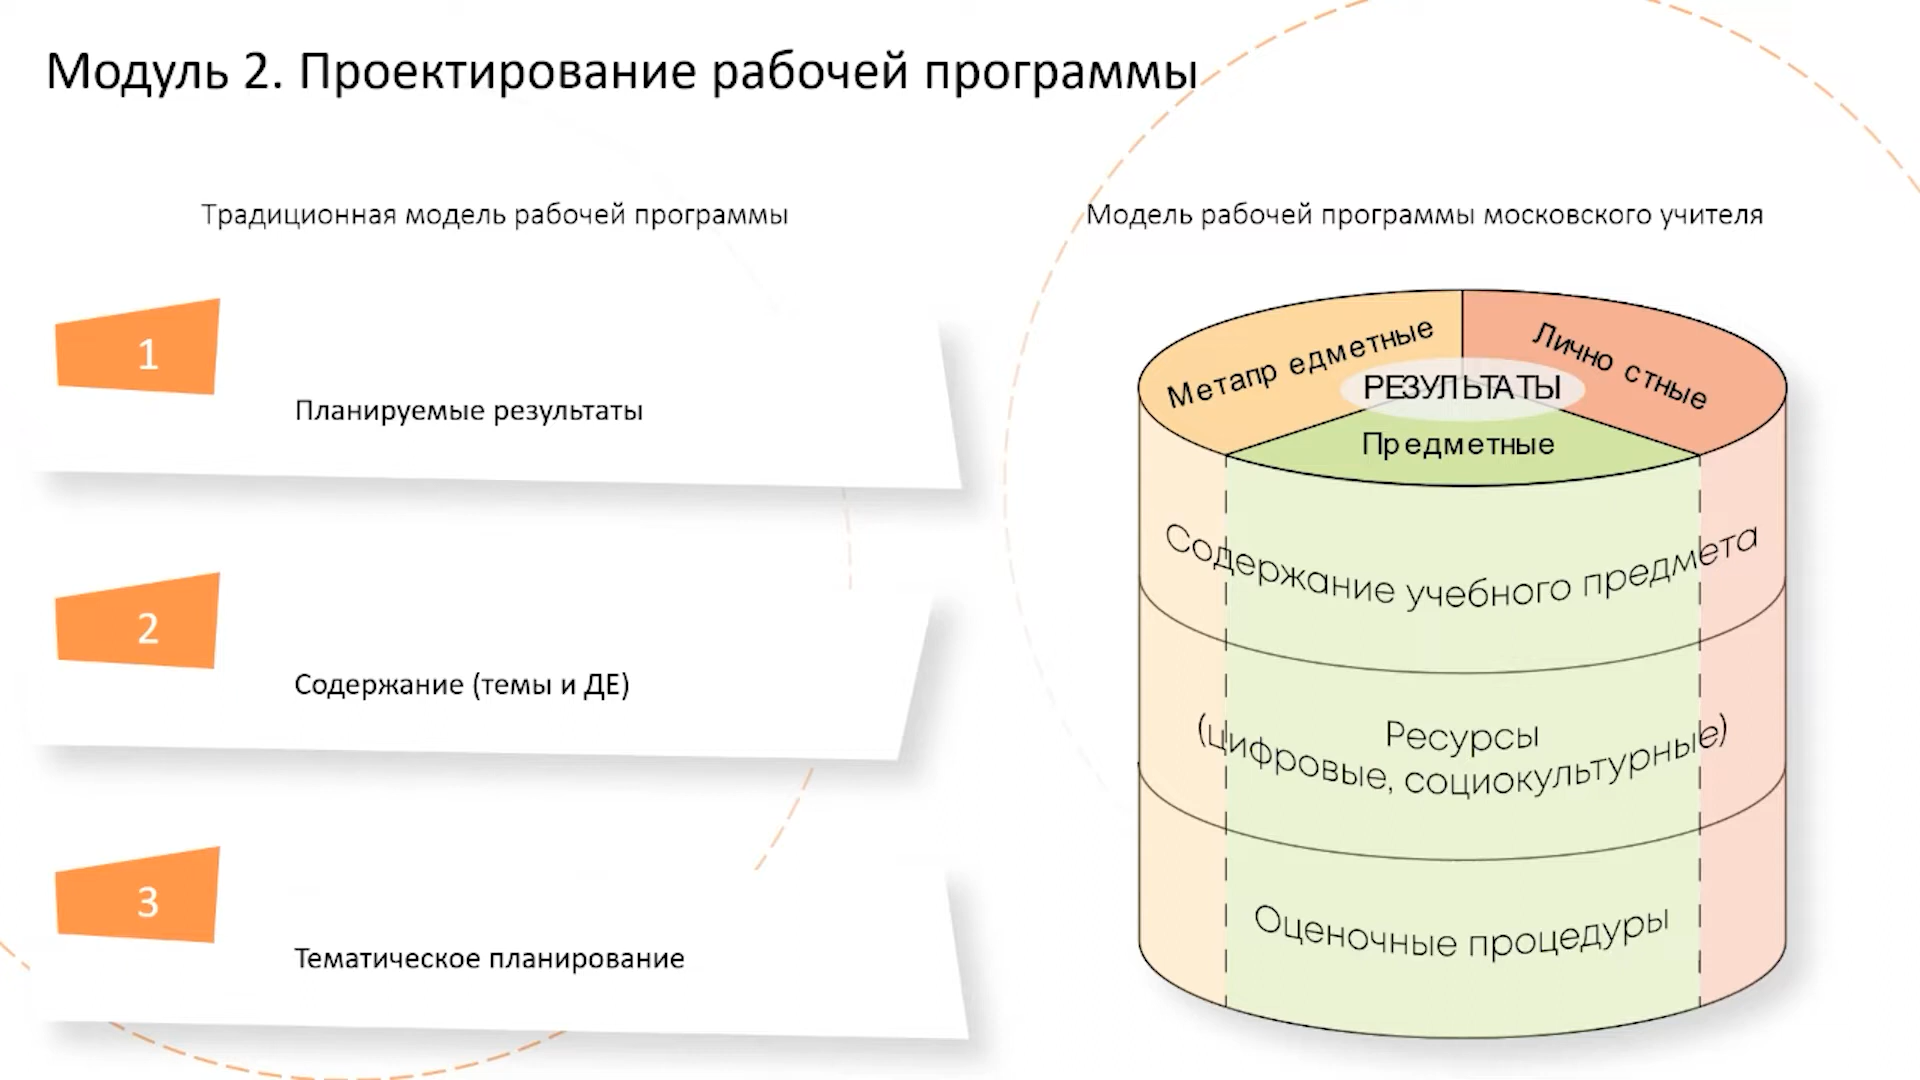 Модуль 2. Проектирование рабочей программы
Традиционная модель рабочей программы
1
Планируемые результаты
2
Содержание (темы и ДЕ)
3
Тематическое планирование
Модель рабочей программы московского учителя
Метапр едметные
Лично стные
РЕЗУЛЬТАТЫ
Предметные
Содержание учебного предмета
Ресурсы
(цифровые, социокультурные)
Оценочные процедуры